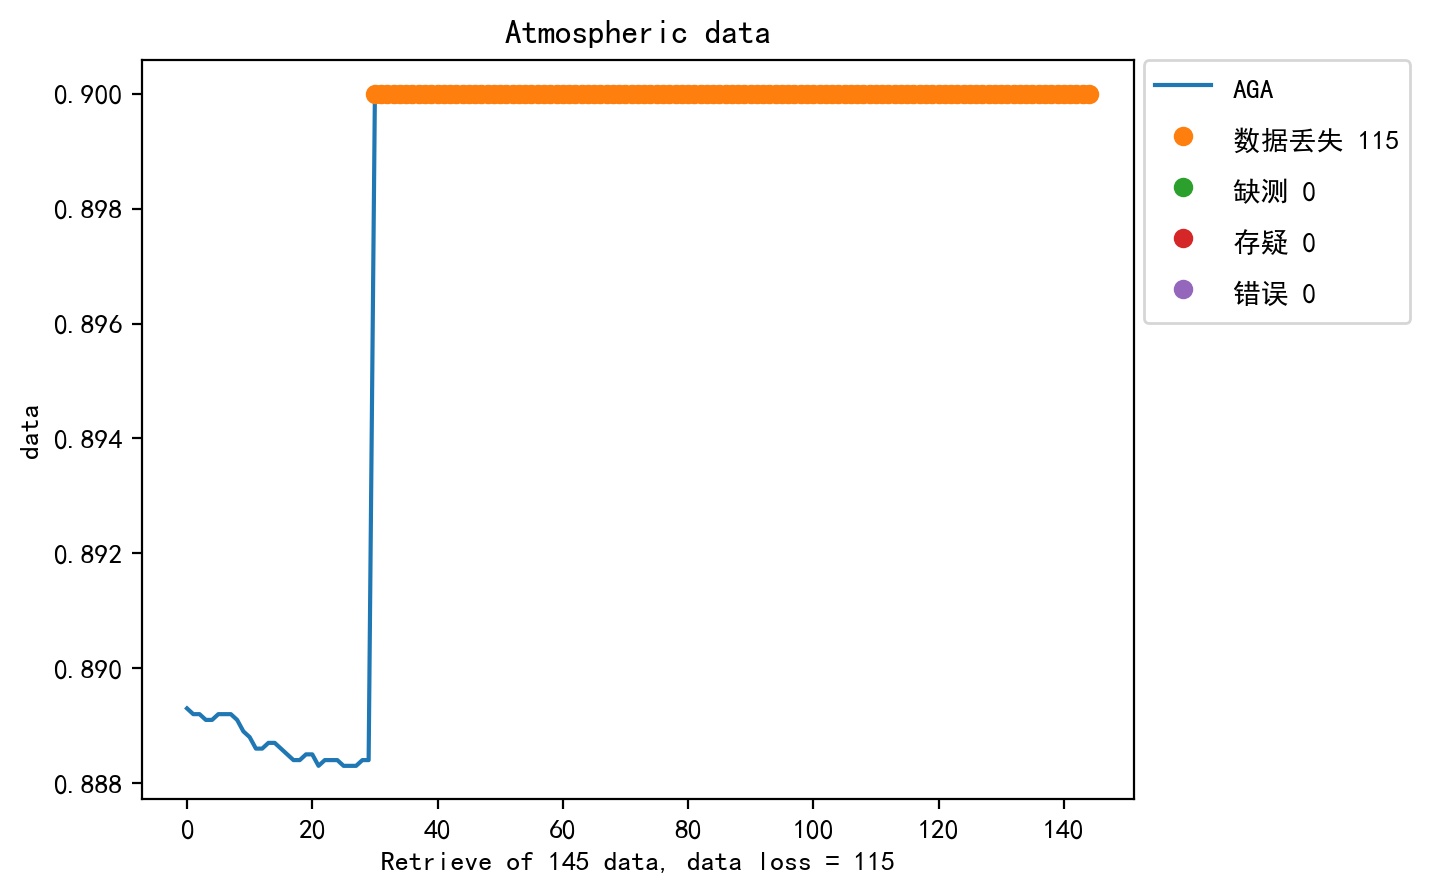 Atmospheric data
AGA
数据丢失 115
缺测 0
存疑 0
错误 0
data
0.900
0.898
0.896
0.894
0.892
0.890
0.888
0 20 40 60 80 100 120 140
Retrieve of 145 data, data loss = 115